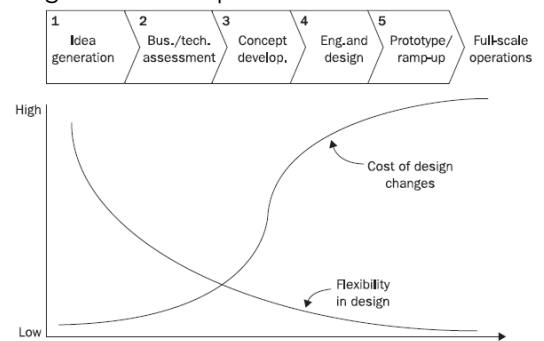 1
Idea
generation
2
Bus./tech.
assessment
3
Concept
develop.
4
Eng.and
design
5
Prototype/
ramp-up
Full-scale
operations
High
Cost of design
changes
Flexibility
in design
Low